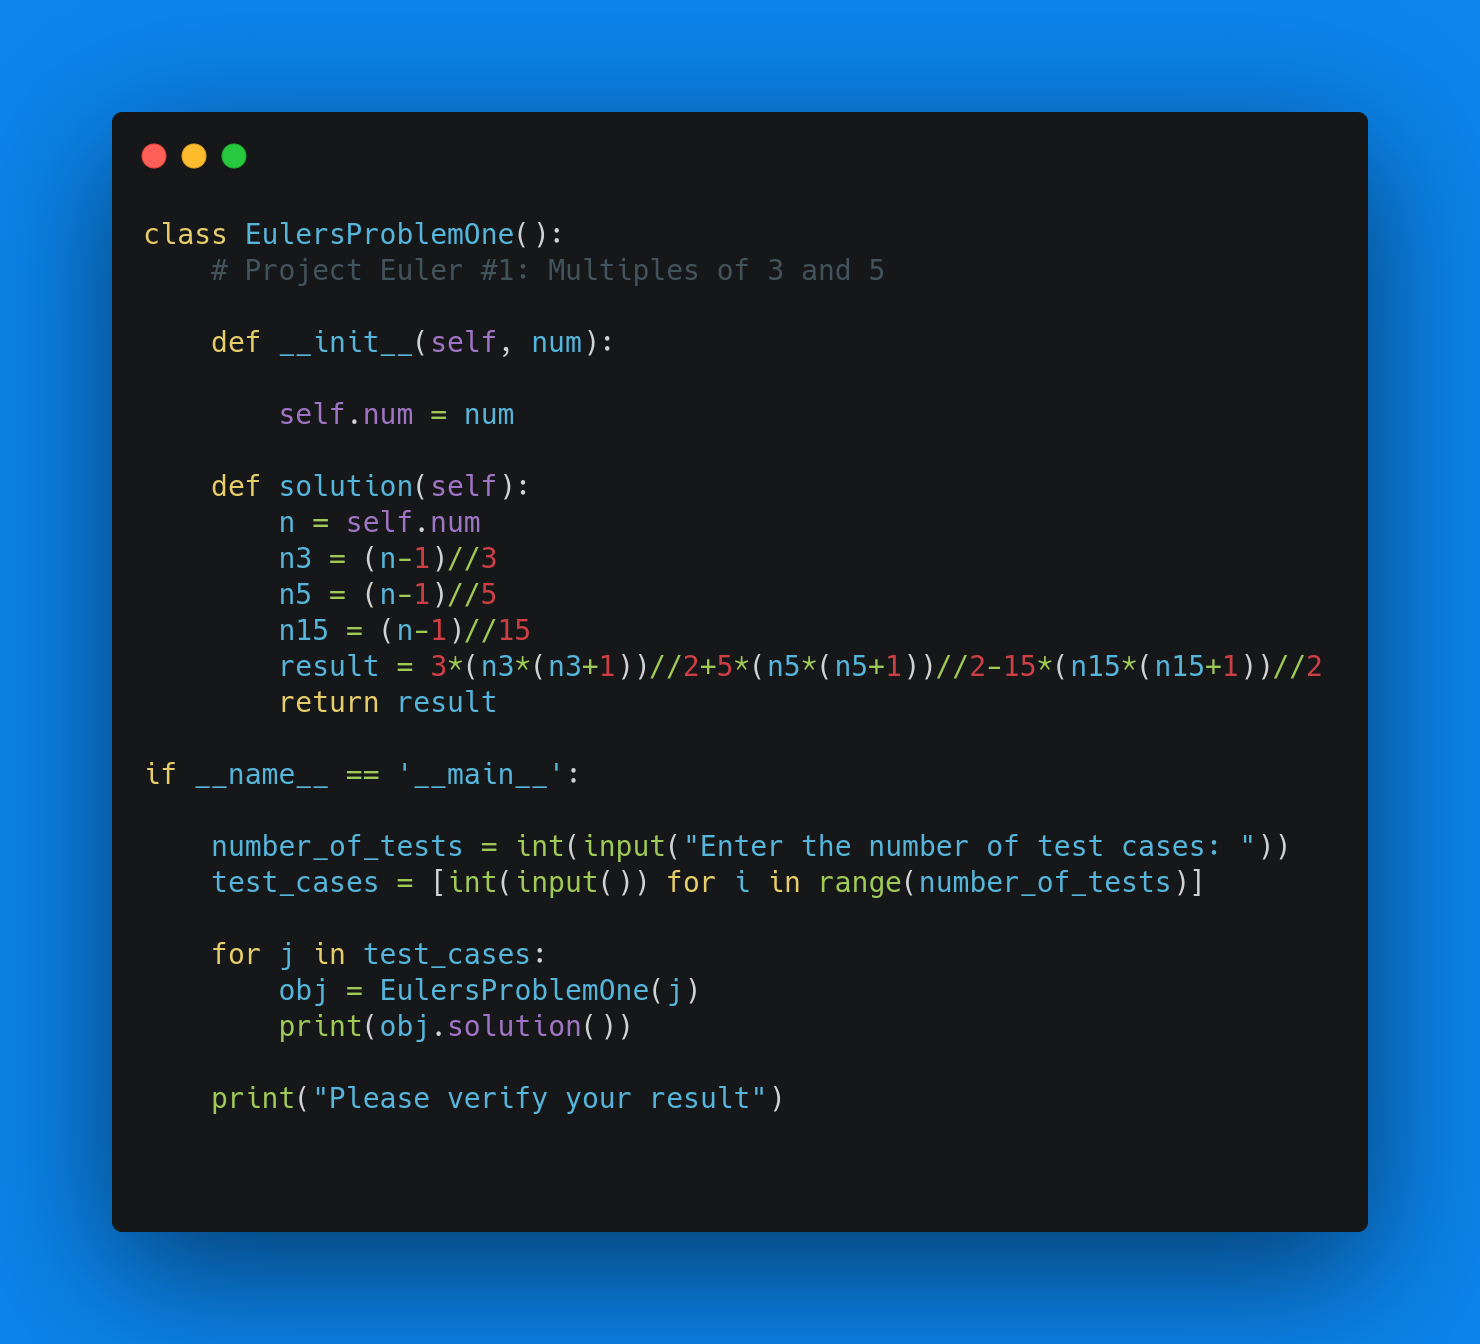 class EulersProblemOne():
    # Project Euler #1: Multiples of 3 and 5

    def __init__(self, num):

        self.num = num

    def solution(self):
        n = self.num
        n3 = (n-1)//3
        n5 = (n-1)//5
        n15 = (n-1)//15
        result = 3*(n3*(n3+1))//2+5*(n5*(n5+1))//2-15*(n15*(n15+1))//2
        return result

if __name__ == '__main__':

    number_of_tests = int(input("Enter the number of test cases: "))
    test_cases = [int(input()) for i in range(number_of_tests)]

    for j in test_cases:
        obj = EulersProblemOne(j)
        print(obj.solution())

    print("Please verify your result")